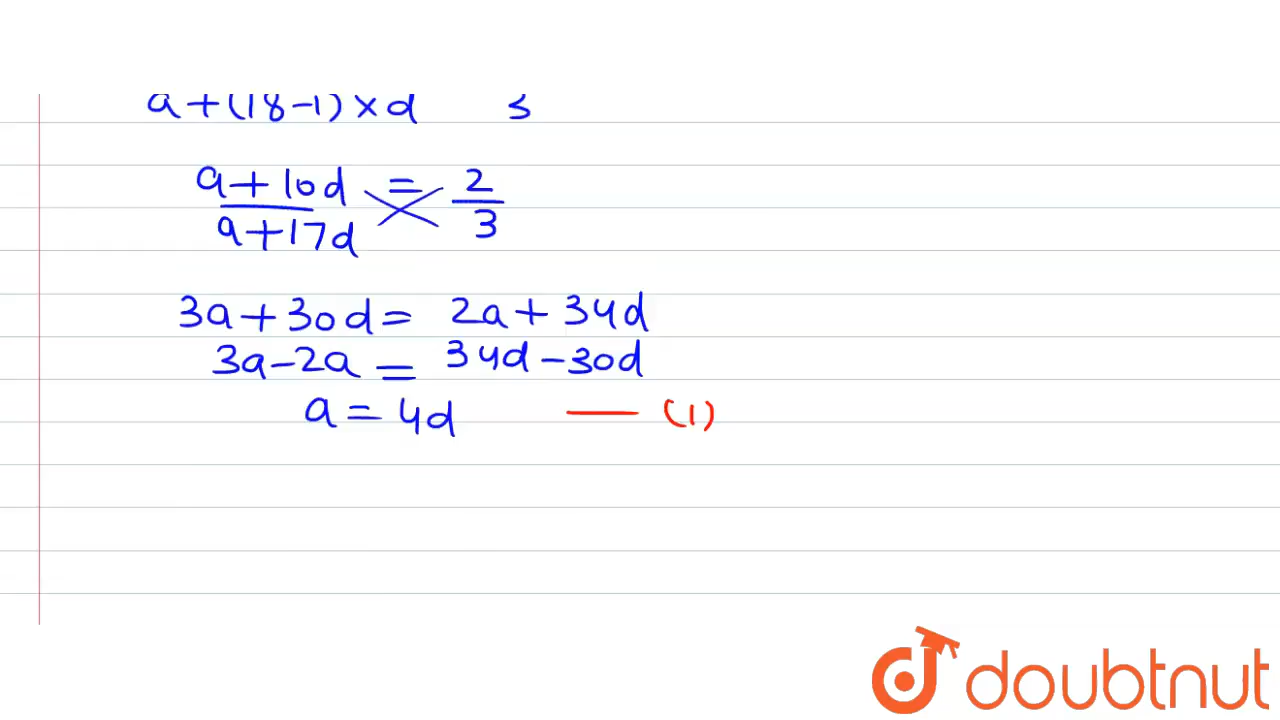 a+(18-1)×d 3
a+10d = 2
a+17d 3
3a+30d= 2a+34d
3a-2a = 34d-30d
a=4d — (1)
doubtnut